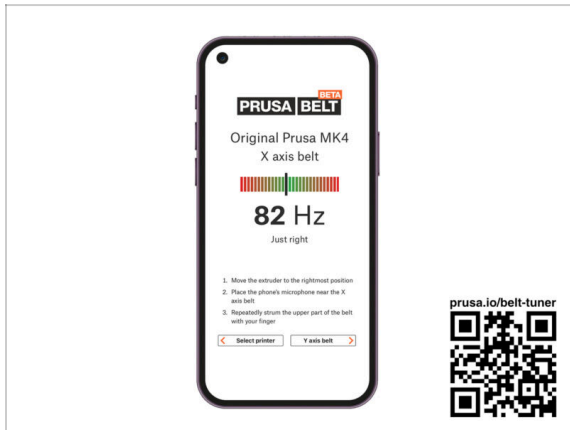 BETA
PRUSA BELT
Original Prusa MK4
X axis belt
82 Hz
Just right
1. Move the extruder to the rightmost position
2. Place the phone's microphone near the X
axis belt
3. Repeatedly strum the upper part of the belt
with your finger
< Select printer
Y axis belt >
prusa.io/belt-tuner